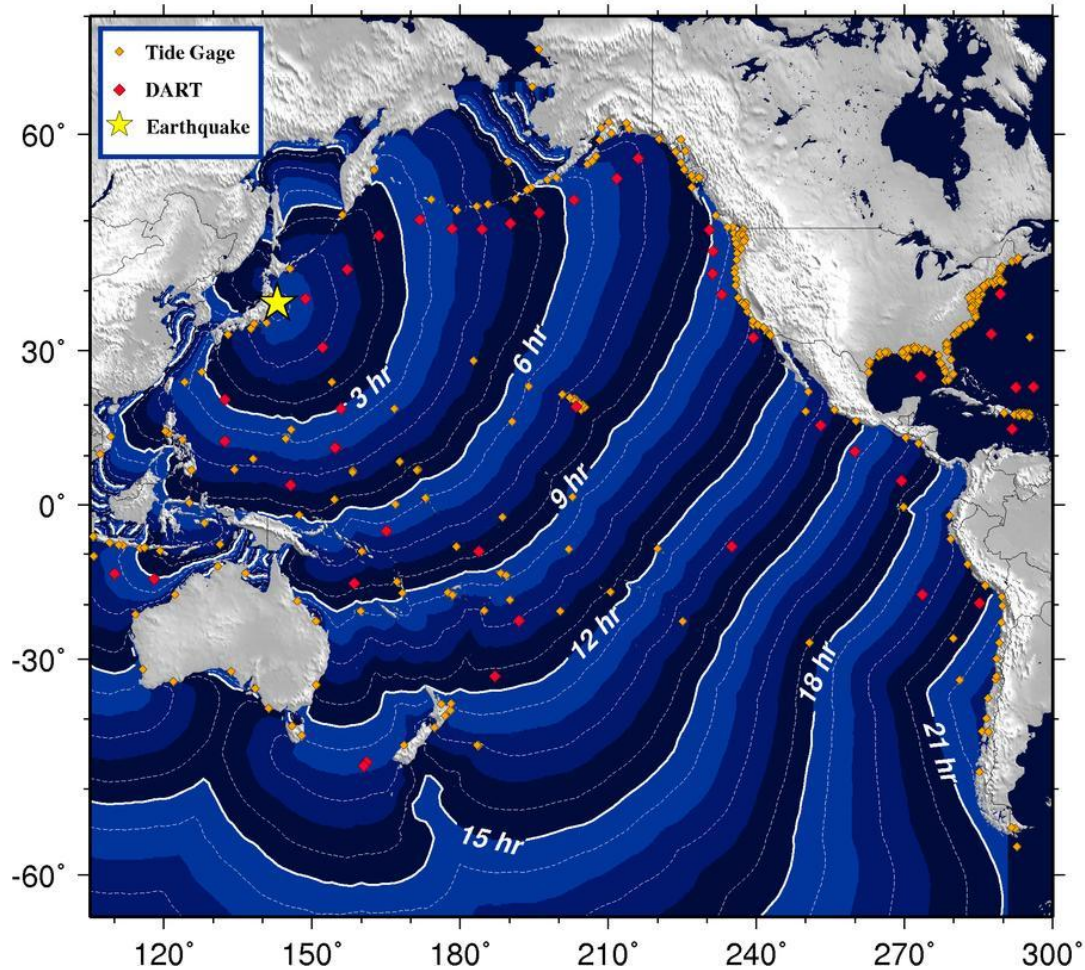 Tide Gage
DART
Earthquake
60°
30°
0°
-30°
-60°
3 hr
6 hr
9 hr
12 hr
15 hr
18 hr
21 hr
120° 150° 180° 210° 240° 270° 300°